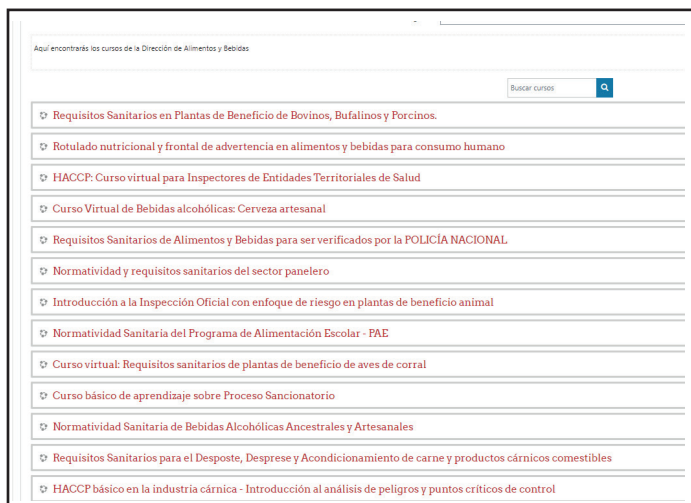 Aquí encontrarás los cursos de la Dirección de Alimentos y Bebidas
Buscar cursos
Requisitos Sanitarios en Plantas de Beneficio de Bovinos, Bufalinos y Porcinos.
Rotulado nutricional y frontal de advertencia en alimentos y bebidas para consumo humano
HACCP: Curso virtual para Inspectores de Entidades Territoriales de Salud
Curso Virtual de Bebidas alcohólicas: Cerveza artesanal
Requisitos Sanitarios de Alimentos y Bebidas para ser verificados por la POLICÍA NACIONAL
Normatividad y requisitos sanitarios del sector panelero
Introducción a la Inspección Oficial con enfoque de riesgo en plantas de beneficio animal
Normatividad Sanitaria del Programa de Alimentación Escolar - PAE
Curso virtual: Requisitos sanitarios de plantas de beneficio de aves de corral
Curso básico de aprendizaje sobre Proceso Sancionatorio
Normatividad Sanitaria de Bebidas Alcohólicas Ancestrales y Artesanales
Requisitos Sanitarios para el Desposte, Desprese y Acondicionamiento de carne y productos cárnicos comestibles
HACCP básico en la industria cárnica - Introducción al análisis de peligros y puntos críticos de control